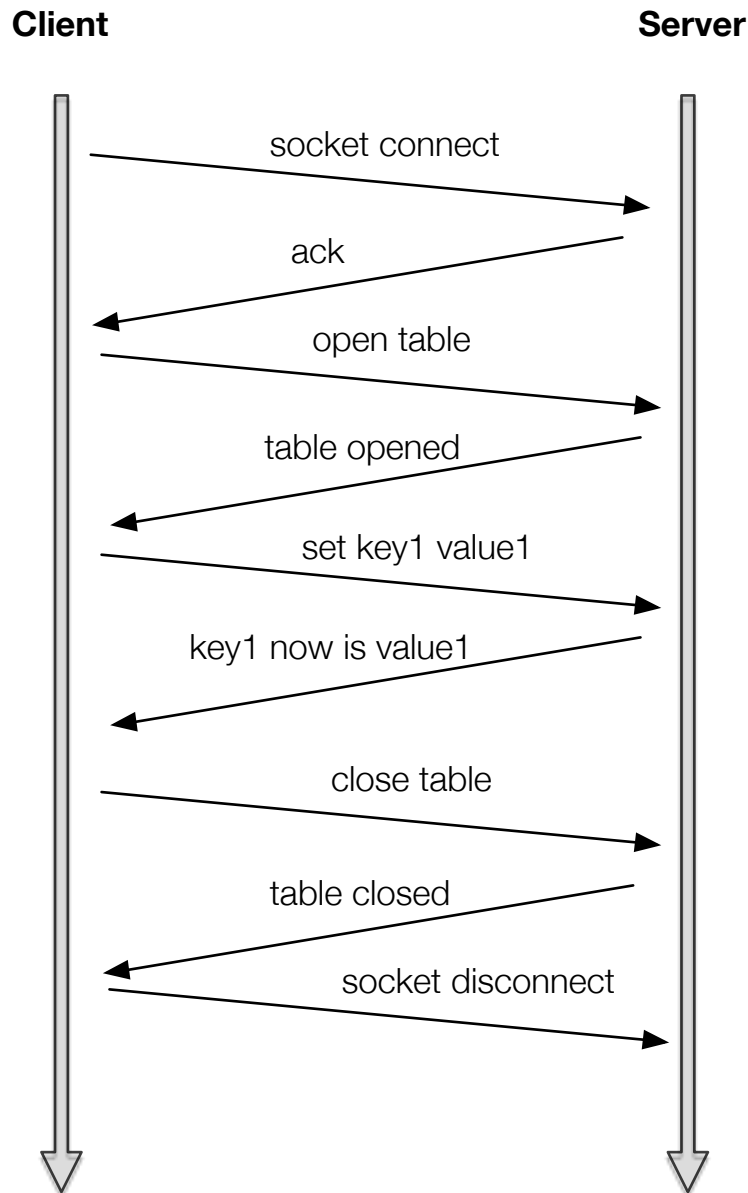 Client
Server
socket connect
ack
open table
table opened
set key1 value1
key1 now is value1
close table
table closed
socket disconnect